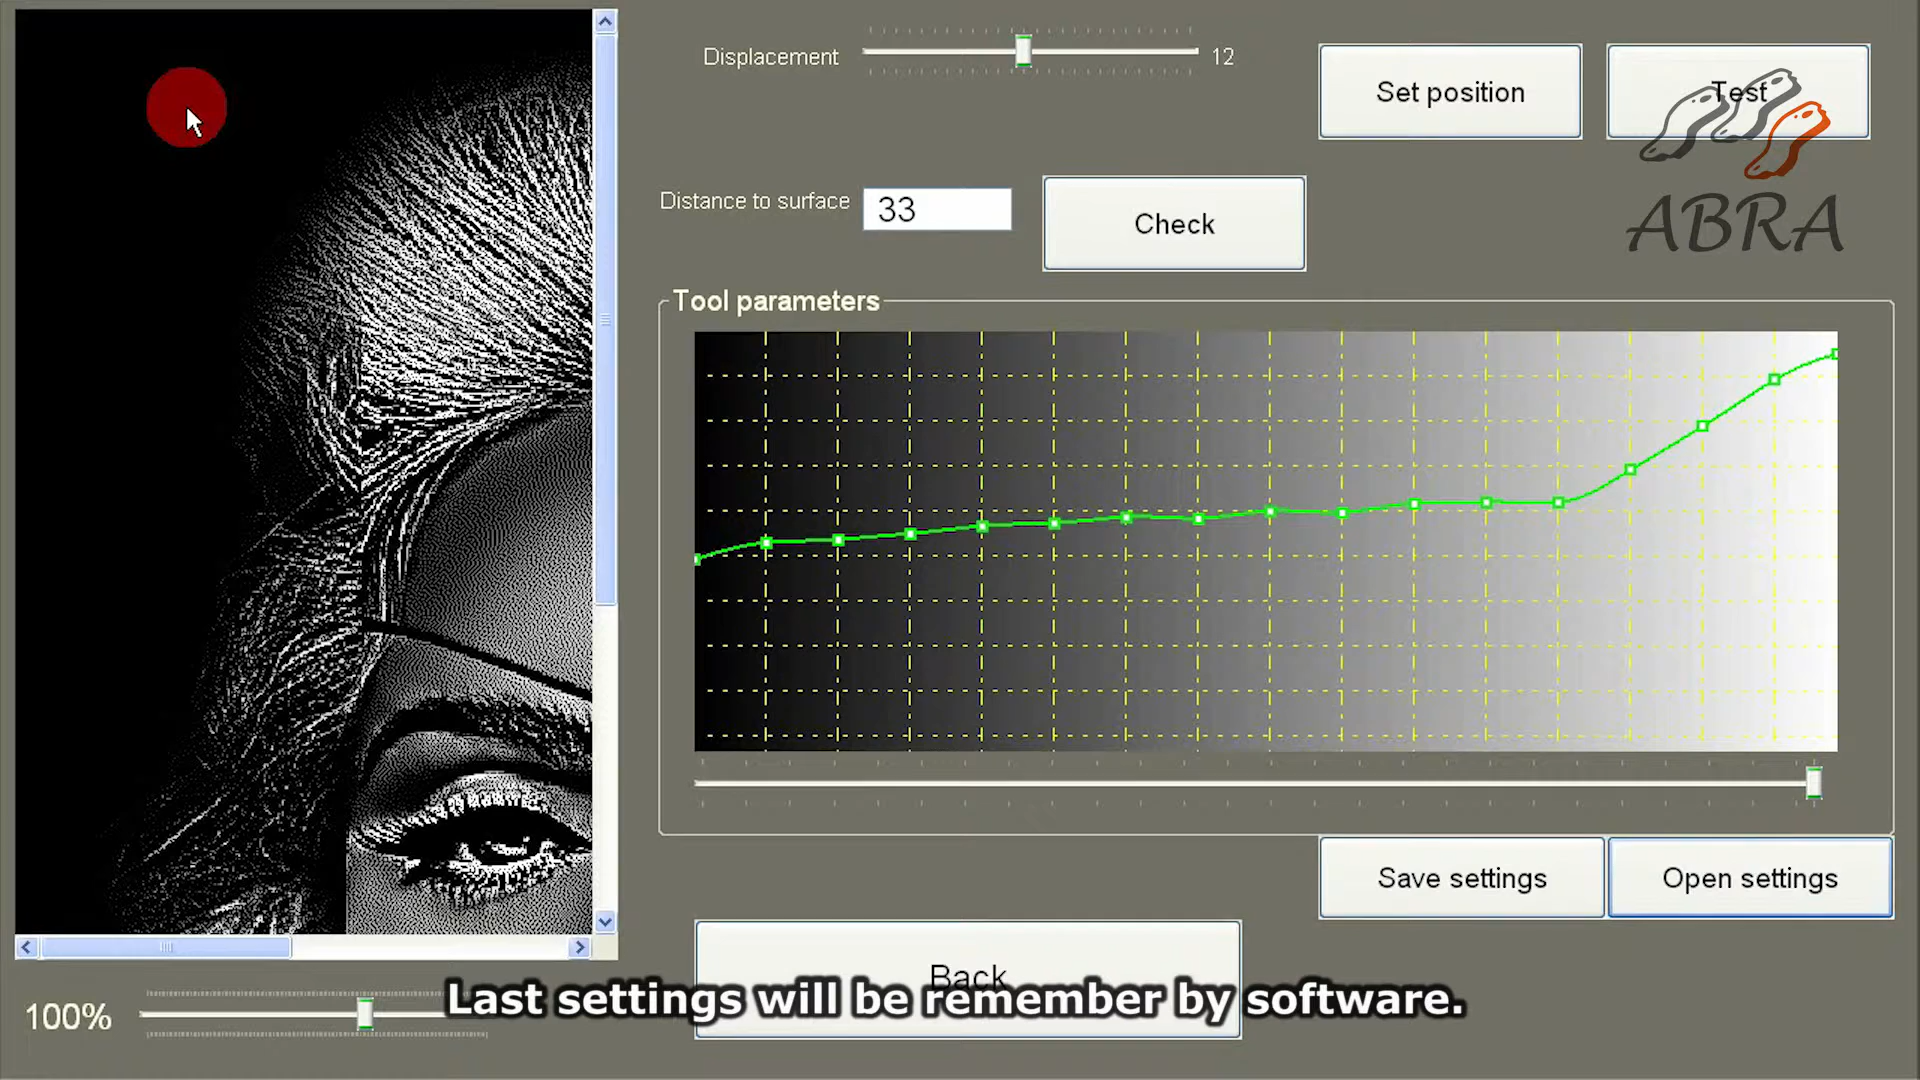 Displacement
12
Set position
Test
Distance to surface
33
Check
ABRA
Tool parameters
Save settings
Open settings
Back
100%
Last settings will be remember by software.